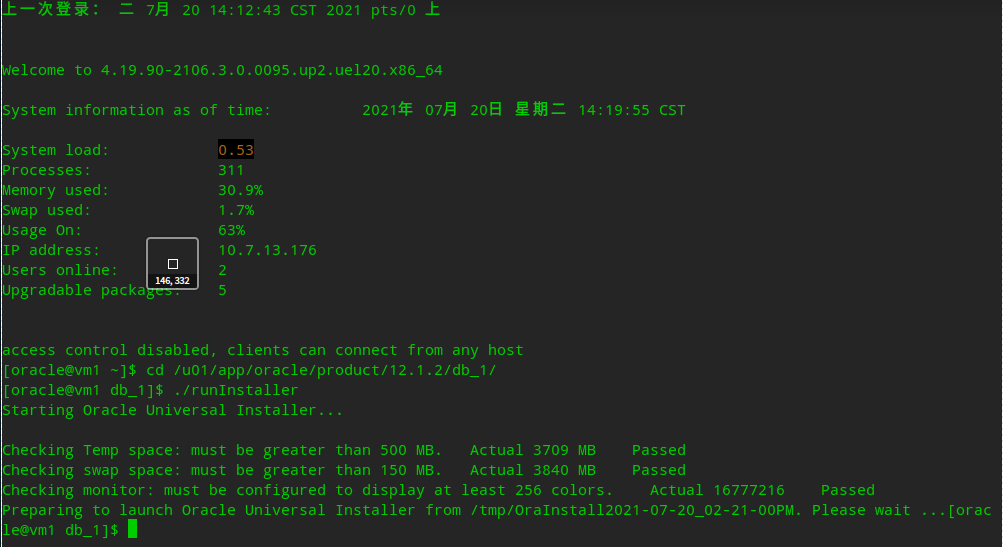 上一次登录： 二 7月 20 14:12:43 CST 2021 pts/0 上
Welcome to 4.19.90-2106.3.0.0095.up2.uel20.x86_64
System information as of time: 2021年 07月 20日 星期二 14:19:55 CST
System load: 0.53
Processes: 311
Memory used: 30.9%
Swap used: 1.7%
Usage On: 63%
IP address: 10.7.13.176
Users online: 2
146, 332
Upgradable packages: 5
access control disabled, clients can connect from any host
[oracle@vm1 ~]$ cd /u01/app/oracle/product/12.1.2/db_1/
[oracle@vm1 db_1]$ ./runInstaller
Starting Oracle Universal Installer...
Checking Temp space: must be greater than 500 MB. Actual 3709 MB Passed
Checking swap space: must be greater than 150 MB. Actual 3840 MB Passed
Checking monitor: must be configured to display at least 256 colors. Actual 16777216 Passed
Preparing to launch Oracle Universal Installer from /tmp/OraInstall2021-07-20_02-21-00PM. Please wait ...[orac
le@vm1 db_1]$